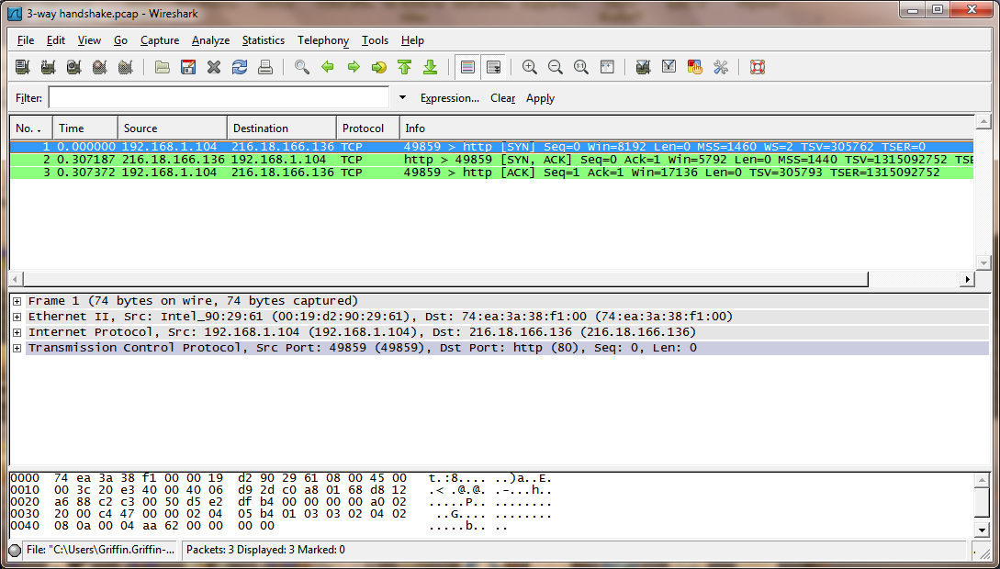 3-way handshake.pcap - Wireshark
File Edit View Go Capture Analyze Statistics Telephony Tools Help
Filter: Expression... Clear Apply
No. . Time Source Destination Protocol Info
1 0.000000 192.168.1.104 216.18.166.136 TCP 49859 > http [SYN] Seq=0 Win=8192 Len=0 MSS=1460 WS=2 TSV=305762 TSER=0
2 0.307187 216.18.166.136 192.168.1.104 TCP http > 49859 [SYN, ACK] Seq=0 Ack=1 Win=5792 Len=0 MSS=1440 TSV=1315092752 TSE
3 0.307372 192.168.1.104 216.18.166.136 TCP 49859 > http [ACK] Seq=1 Ack=1 Win=17136 Len=0 TSV=305793 TSER=1315092752
Frame 1 (74 bytes on wire, 74 bytes captured)
Ethernet II, Src: Intel_90:29:61 (00:19:d2:90:29:61), Dst: 74:ea:3a:38:f1:00 (74:ea:3a:38:f1:00)
Internet Protocol, Src: 192.168.1.104 (192.168.1.104), Dst: 216.18.166.136 (216.18.166.136)
Transmission Control Protocol, Src Port: 49859 (49859), Dst Port: http (80), Seq: 0, Len: 0
0000 74 ea 3a 38 f1 00 00 19 d2 90 29 61 08 00 45 00 t.:8.... ..)a..E.
0010 00 3c 20 e3 40 00 40 06 d9 2d c0 a8 01 68 d8 12 .< .@.@. .-...h..
0020 a6 88 c2 c3 00 50 d5 e2 df b4 00 00 00 00 a0 02 .....P.. ........
0030 20 00 c4 47 00 00 02 04 05 b4 01 03 03 02 04 02 ..G.... ........
0040 08 0a 00 04 aa 62 00 00 00 00 .....b.. ..
File: "C:\Users\Griffin.Griffin-... Packets: 3 Displayed: 3 Marked: 0